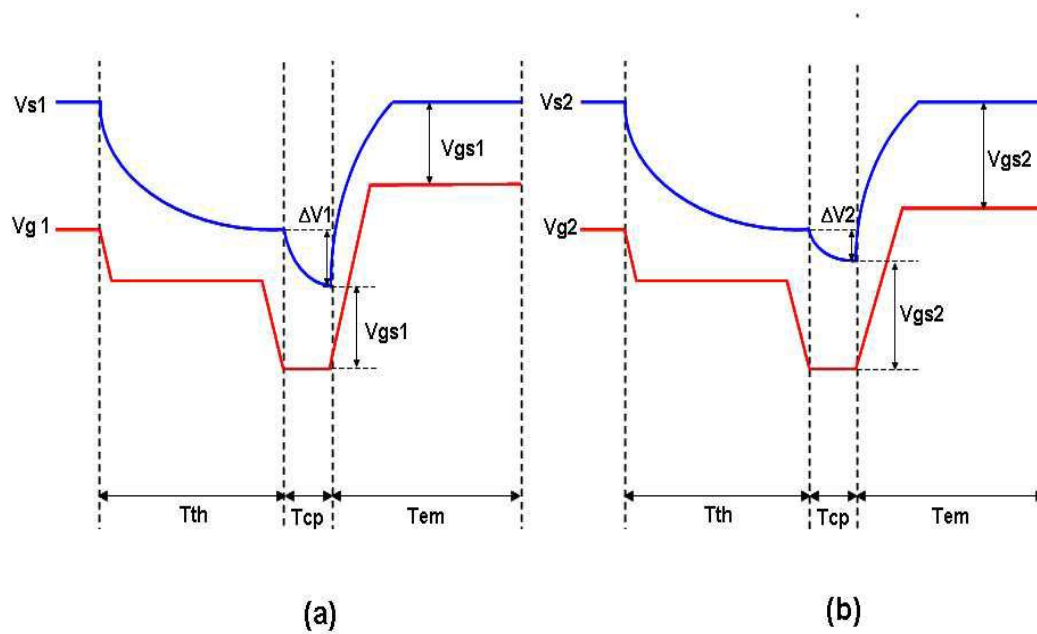 Vs1
Vgs1
ΔV1
Vg 1
Vgs1
Tth
Tcp
Tem
(a)
Vs2
Vgs2
ΔV2
Vg2
Vgs2
Tth
Tcp
Tem
(b)